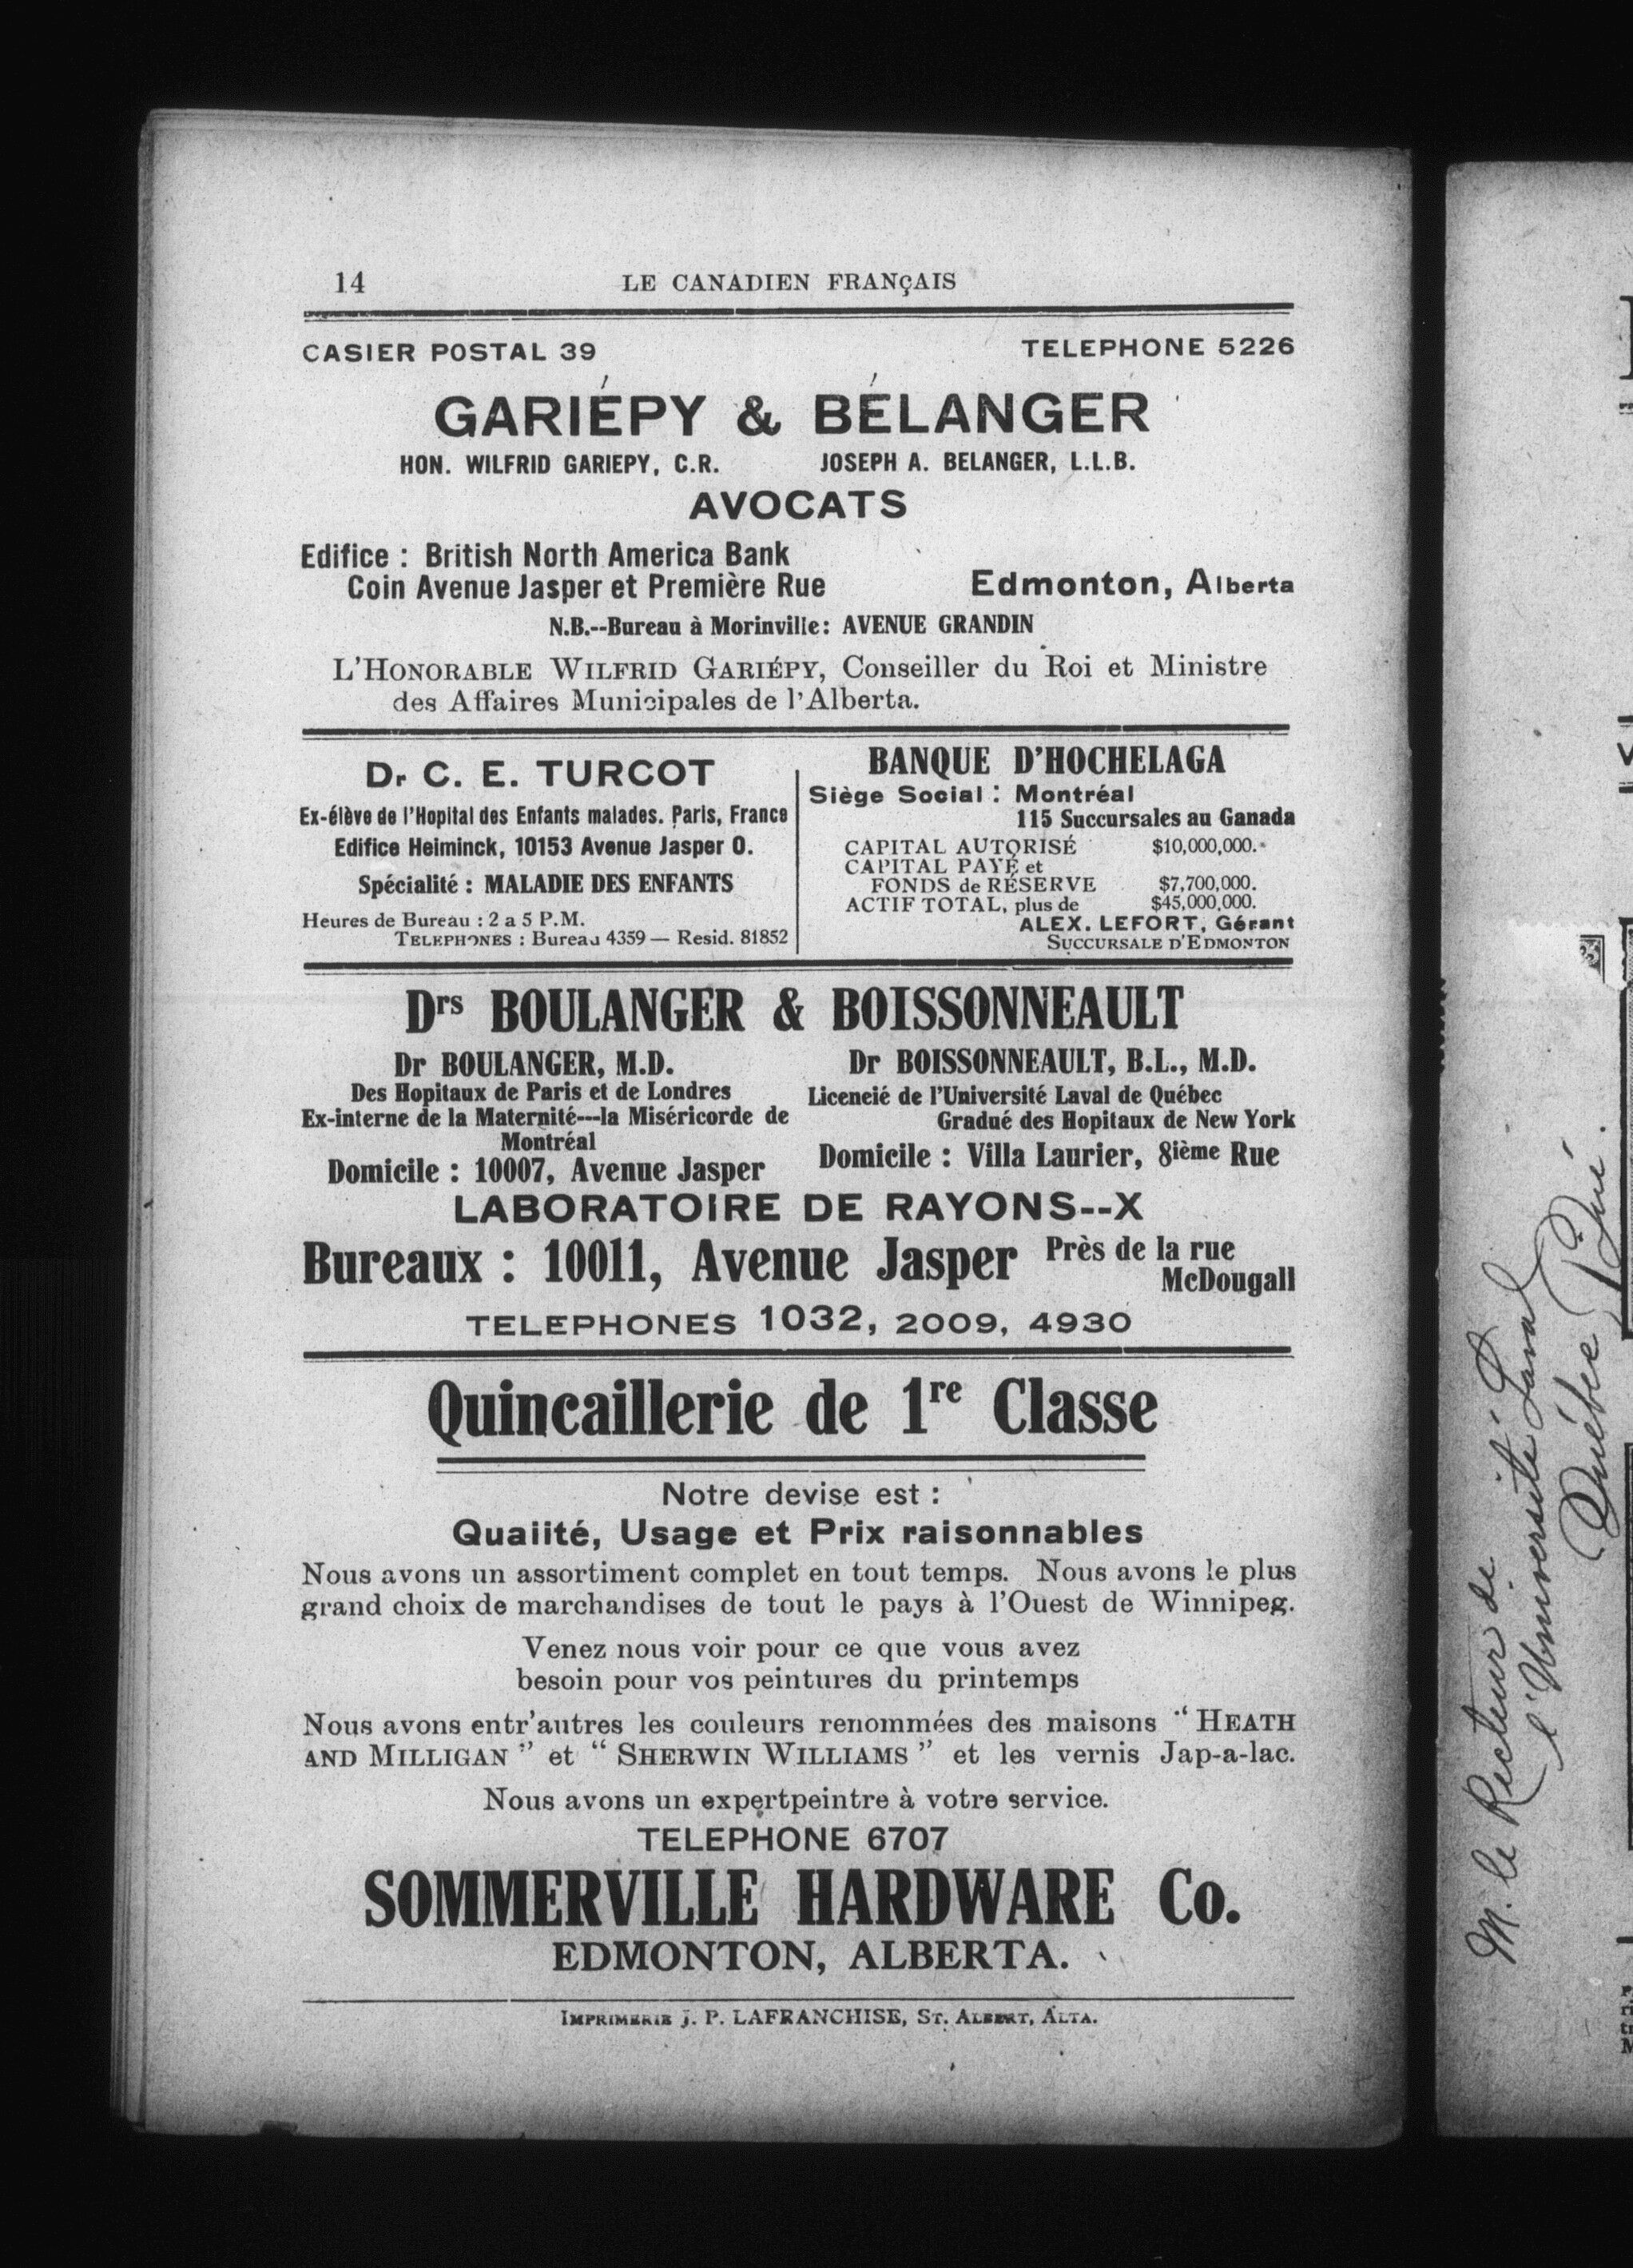 14 LE CANADIEN FRANçAIS
CASIER POSTAL 39 TELEPHONE 5226
GARIÉPY & BÉLANGER
HON. WILFRID GARIEPY, C.R. JOSEPH A. BELANGER, L.L.B.
AVOCATS
Edifice : British North America Bank
Coin Avenue Jasper et Première Rue Edmonton, Alberta
N.B.--Bureau à Morinville: AVENUE GRANDIN
L'HONORABLE WILFRID GARIÉPY, Conseiller du Roi et Ministre
des Affaires Municipales de l'Alberta.
Dr C. E. TURCOT
Ex-élève de l'Hopital des Enfants malades. Paris, France
Edifice Heiminck, 10153 Avenue Jasper O.
Spécialité : MALADIE DES ENFANTS
Heures de Bureau : 2 a 5 P.M.
TELEPHONES : Bureau 4359 — Resid. 81852
BANQUE D'HOCHELAGA
Siège Social : Montréal
115 Succursales au Ganada
CAPITAL AUTORISÉ $10,000,000.
CAPITAL PAYÉ et
FONDS de RÉSERVE $7,700,000.
ACTIF TOTAL, plus de $45,000,000.
ALEX. LEFORT, Gérant
SUCCURSALE D'EDMONTON
Drs BOULANGER & BOISSONNEAULT
Dr BOULANGER, M.D.
Des Hopitaux de Paris et de Londres
Ex-interne de la Maternité---la Miséricorde de
Montréal
Domicile : 10007, Avenue Jasper
Dr BOISSONNEAULT, B.L., M.D.
Liceneié de l'Université Laval de Québec
Gradué des Hopitaux de New York
Domicile : Villa Laurier, 8ième Rue
LABORATOIRE DE RAYONS--X
Bureaux : 10011, Avenue Jasper Près de la rue
McDougall
TELEPHONES 1032, 2009, 4930
Quincaillerie de 1re Classe
Notre devise est :
Quaiité, Usage et Prix raisonnables
Nous avons un assortiment complet en tout temps. Nous avons le plus
grand choix de marchandises de tout le pays à l'Ouest de Winnipeg.
Venez nous voir pour ce que vous avez
besoin pour vos peintures du printemps
Nous avons entr'autres les couleurs renommées des maisons “ HEATH
AND MILLIGAN ” et “ SHERWIN WILLIAMS ” et les vernis Jap-a-lac.
Nous avons un expertpeintre à votre service.
TELEPHONE 6707
SOMMERVILLE HARDWARE Co.
EDMONTON, ALBERTA.
IMPRIMERIE J. P. LAFRANCHISE, ST. ALBERT, ALTA.
M. le Recteur de
l'Université Laval
Québec